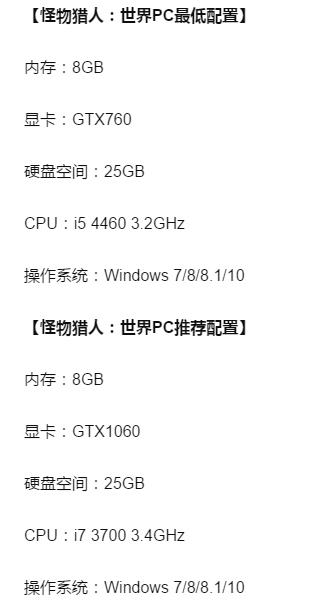 【怪物猎人：世界PC最低配置】
内存：8GB
显卡：GTX760
硬盘空间：25GB
CPU：i5 4460 3.2GHz
操作系统：Windows 7/8/8.1/10
【怪物猎人：世界PC推荐配置】
内存：8GB
显卡：GTX1060
硬盘空间：25GB
CPU：i7 3700 3.4GHz
操作系统：Windows 7/8/8.1/10